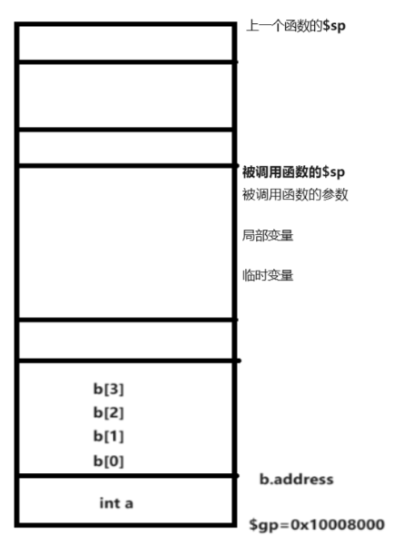 上一个函数的$sp
被调用函数的$sp
被调用函数的参数
局部变量
临时变量
b[3]
b[2]
b[1]
b[0]
b.address
int a
$gp=0x10008000